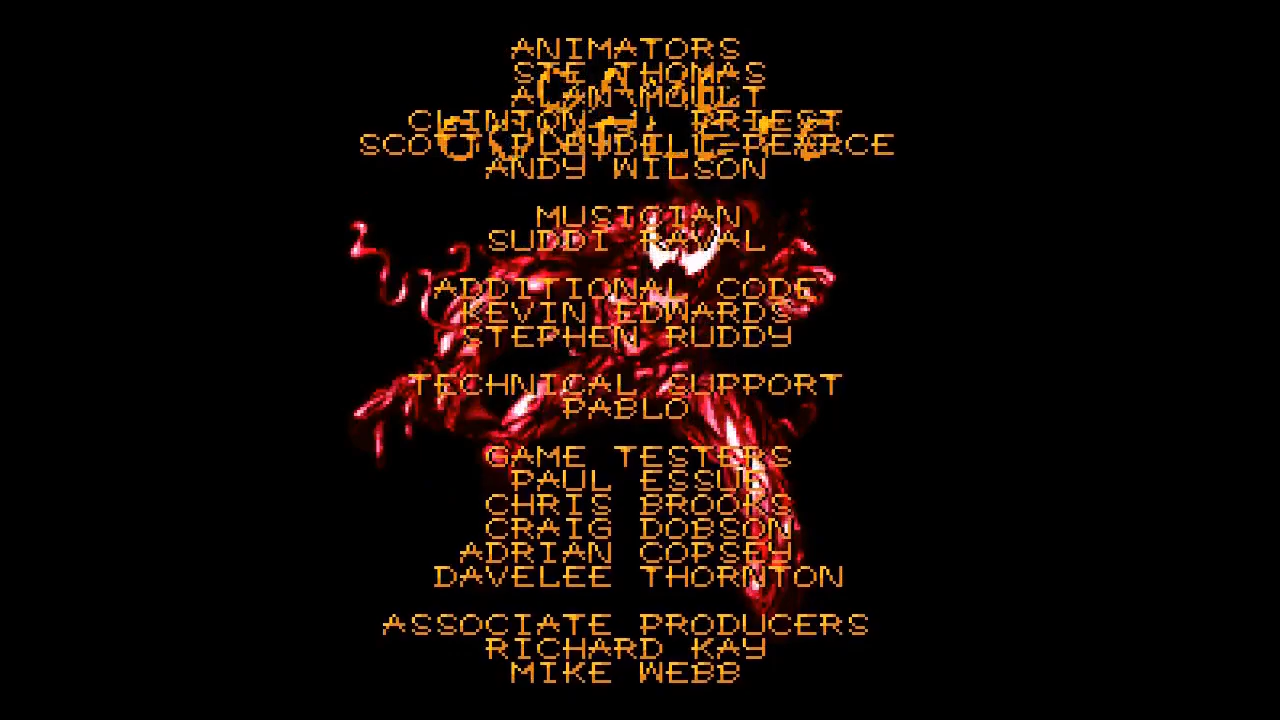 ANIMATORS
STE THOMAS
ALAN MOULT
CLINTON J. PRIEST
SCOTT PLAYDELL-PEARCE
ANDY WILSON
MUSICIAN
SUDDI RAVAL
ADDITIONAL CODE
KEVIN EDWARDS
STEPHEN RUDDY
TECHNICAL SUPPORT
PABLO
GAME TESTERS
PAUL ESSUP
CHRIS BROOKS
CRAIG DOBSON
ADRIAN COPSEY
DAVELEE THORNTON
ASSOCIATE PRODUCERS
RICHARD KAY
MIKE WEBB